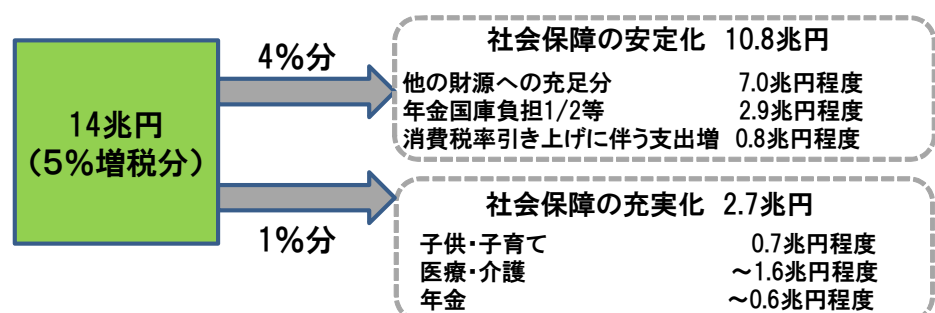 14兆円
（5%増税分）
4%分
社会保障の安定化 10.8兆円
他の財源への充足分 7.0兆円程度
年金国庫負担1/2等 2.9兆円程度
消費税率引き上げに伴う支出増 0.8兆円程度
1%分
社会保障の充実化 2.7兆円
子供・子育て 0.7兆円程度
医療・介護 ～1.6兆円程度
年金 ～0.6兆円程度